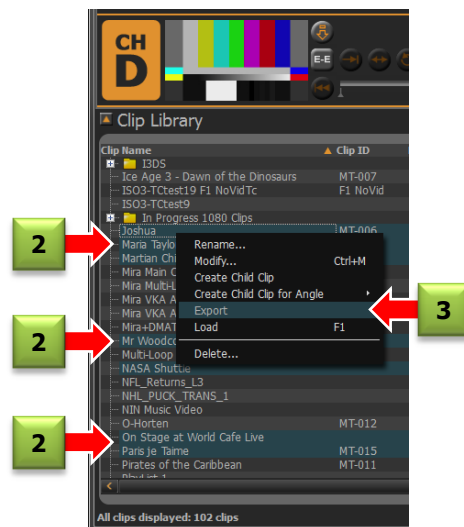 CH
D
E-E
Clip Library
Clip Name Clip ID
I3DS
Ice Age 3 - Dawn of the Dinosaurs MT-007
ISO3-TCtest19 F1 NoVidTc F1 NoVid
ISO3-TCtest9
In Progress 1080 Clips
Joshua MT-006
2
Maria Taylo
Rename...
Martian Chi
Modify... Ctrl+M
Mira Main C
Create Child Clip
Mira Multi-L
Create Child Clip for Angle
Mira VKA A
Export
3
Mira VKA A
Mira+DMAT
Load F1
2
Mr Woodco
Multi-Loop
Delete...
NASA Shuttle
NFL_Returns_L3
NHL_PUCK_TRANS_1
NIN Music Video
O-Horten MT-012
2
On Stage at World Cafe Live
Paris Je Taime MT-015
Pirates of the Caribbean MT-011
PlayList 1
All clips displayed: 102 clips